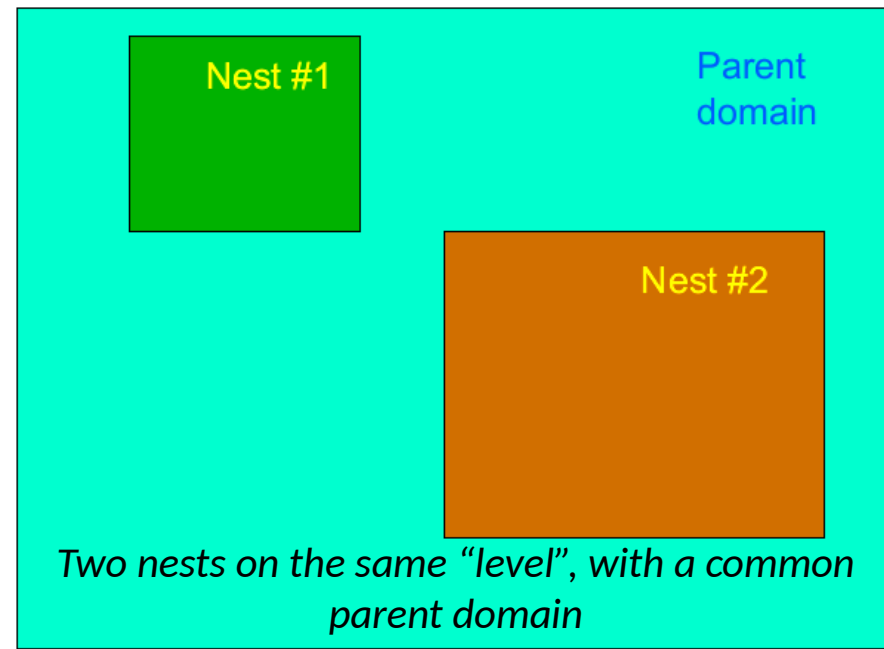 Nest #1
Parent
domain
Nest #2
Two nests on the same “level”, with a common
parent domain